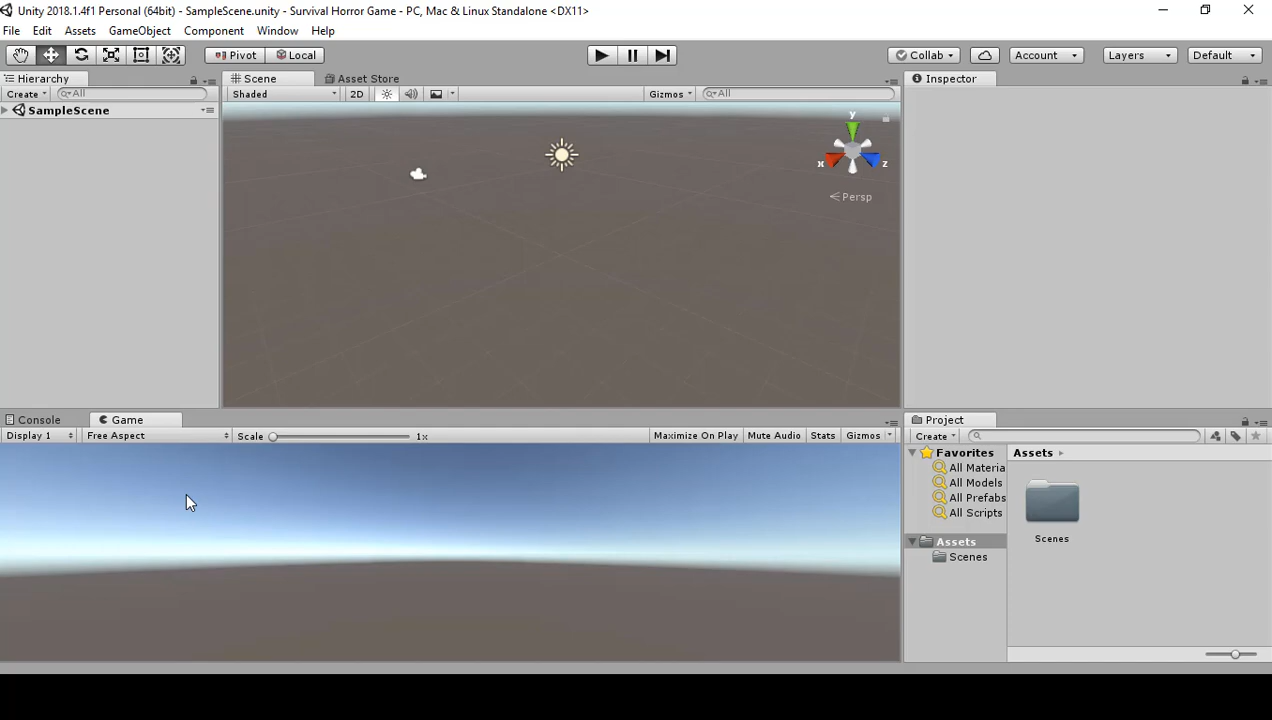 Unity 2018.1.4f1 Personal (64bit) - SampleScene.unity - Survival Horror Game - PC, Mac & Linux Standalone <DX11>
File Edit Assets GameObject Component Window Help
Pivot Local Collab Account Layers Default
Hierarchy Scene Asset Store Inspector
Create All Shaded 2D Gizmos All
SampleScene
y
x z
Persp
Console Game Project
Display 1 Free Aspect Scale 1x Maximize On Play Mute Audio Stats Gizmos Create
Favorites Assets
All Materia
All Models
All Prefabs
All Scripts
Scenes
Assets
Scenes